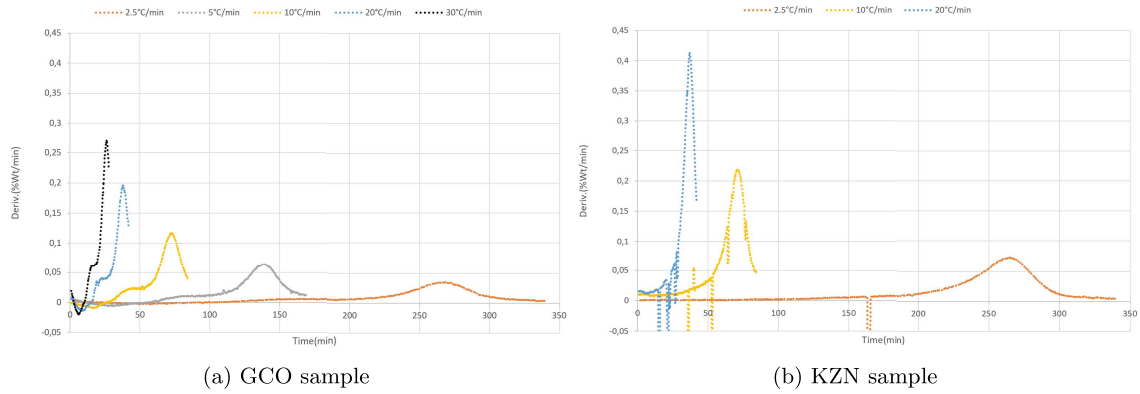 2.5°C/min 5°C/min 10°C/min 20°C/min 30°C/min
0,45
0,4
0,35
0,3
0,25
0,2
0,15
0,1
0,05
0
-0,05
Deriv.(%Wt/min)
0 50 100 150 200 250 300 350
Time(min)
(a) GCO sample
2.5°C/min 10°C/min 20°C/min
0,45
0,4
0,35
0,3
0,25
0,2
0,15
0,1
0,05
0
-0,05
Deriv.(%Wt/min)
0 50 100 150 200 250 300 350
Time(min)
(b) KZN sample